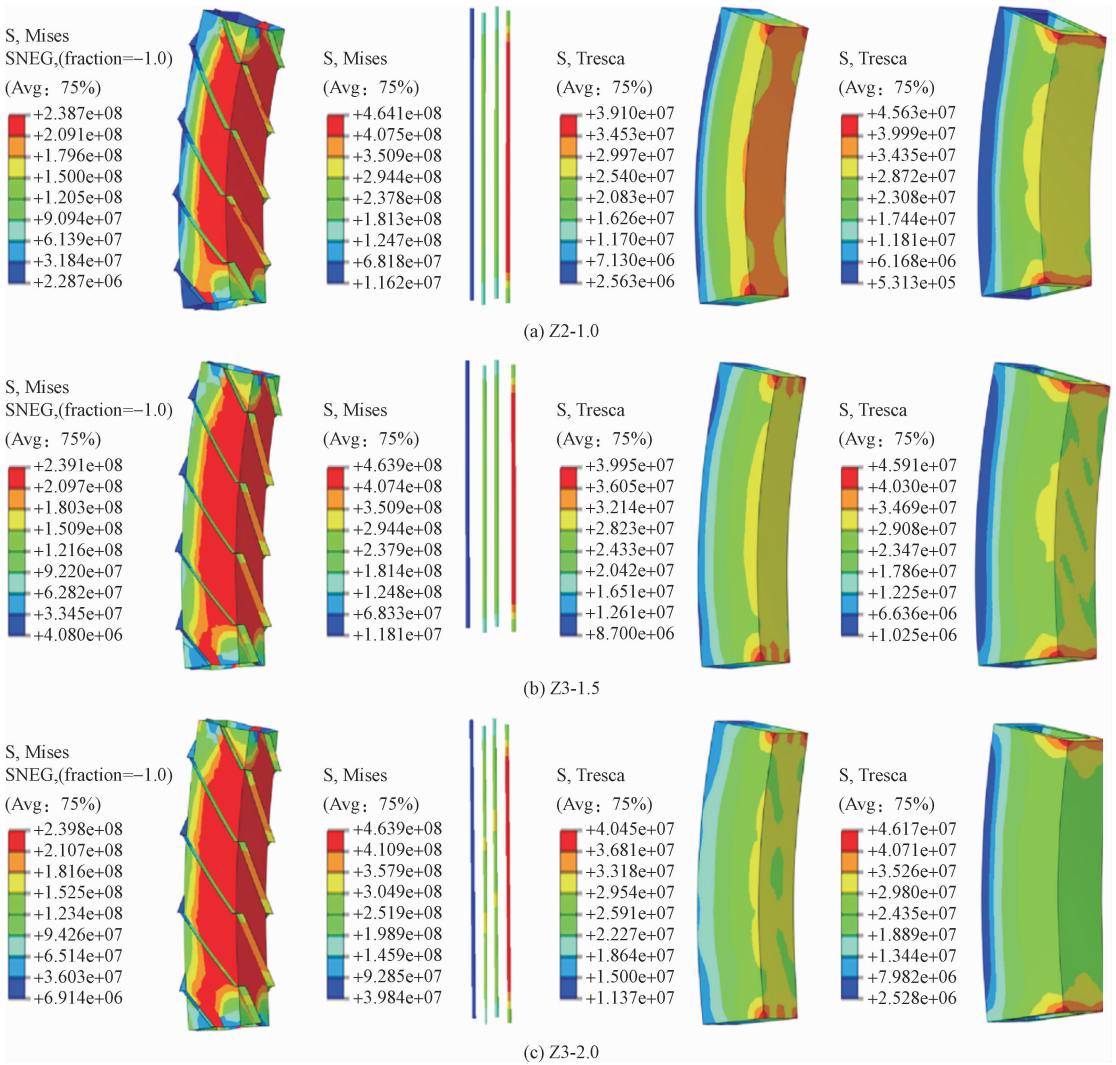 S, Mises
SNEG,(fraction=−1.0)
(Avg: 75%)
+2.387e+08
+2.091e+08
+1.796e+08
+1.500e+08
+1.205e+08
+9.094e+07
+6.139e+07
+3.184e+07
+2.287e+06
S, Mises
(Avg: 75%)
+4.641e+08
+4.075e+08
+3.509e+08
+2.944e+08
+2.378e+08
+1.813e+08
+1.247e+08
+6.818e+07
+1.162e+07
S, Tresca
(Avg: 75%)
+3.910e+07
+3.453e+07
+2.997e+07
+2.540e+07
+2.083e+07
+1.626e+07
+1.170e+07
+7.130e+06
+2.563e+06
S, Tresca
(Avg: 75%)
+4.563e+07
+3.999e+07
+3.435e+07
+2.872e+07
+2.308e+07
+1.744e+07
+1.181e+07
+6.168e+06
+5.313e+05
(a) Z2-1.0
S, Mises
SNEG,(fraction=−1.0)
(Avg: 75%)
+2.391e+08
+2.097e+08
+1.803e+08
+1.509e+08
+1.216e+08
+9.220e+07
+6.282e+07
+3.345e+07
+4.080e+06
S, Mises
(Avg: 75%)
+4.639e+08
+4.074e+08
+3.509e+08
+2.944e+08
+2.379e+08
+1.814e+08
+1.248e+08
+6.833e+07
+1.181e+07
S, Tresca
(Avg: 75%)
+3.995e+07
+3.605e+07
+3.214e+07
+2.823e+07
+2.433e+07
+2.042e+07
+1.651e+07
+1.261e+07
+8.700e+06
S, Tresca
(Avg: 75%)
+4.591e+07
+4.030e+07
+3.469e+07
+2.908e+07
+2.347e+07
+1.786e+07
+1.225e+07
+6.636e+06
+1.025e+06
(b) Z3-1.5
S, Mises
SNEG,(fraction=−1.0)
(Avg: 75%)
+2.398e+08
+2.107e+08
+1.816e+08
+1.525e+08
+1.234e+08
+9.426e+07
+6.514e+07
+3.603e+07
+6.914e+06
S, Mises
(Avg: 75%)
+4.639e+08
+4.109e+08
+3.579e+08
+3.049e+08
+2.519e+08
+1.989e+08
+1.459e+08
+9.285e+07
+3.984e+07
S, Tresca
(Avg: 75%)
+4.045e+07
+3.681e+07
+3.318e+07
+2.954e+07
+2.591e+07
+2.227e+07
+1.864e+07
+1.500e+07
+1.137e+07
S, Tresca
(Avg: 75%)
+4.617e+07
+4.071e+07
+3.526e+07
+2.980e+07
+2.435e+07
+1.889e+07
+1.344e+07
+7.982e+06
+2.528e+06
(c) Z3-2.0